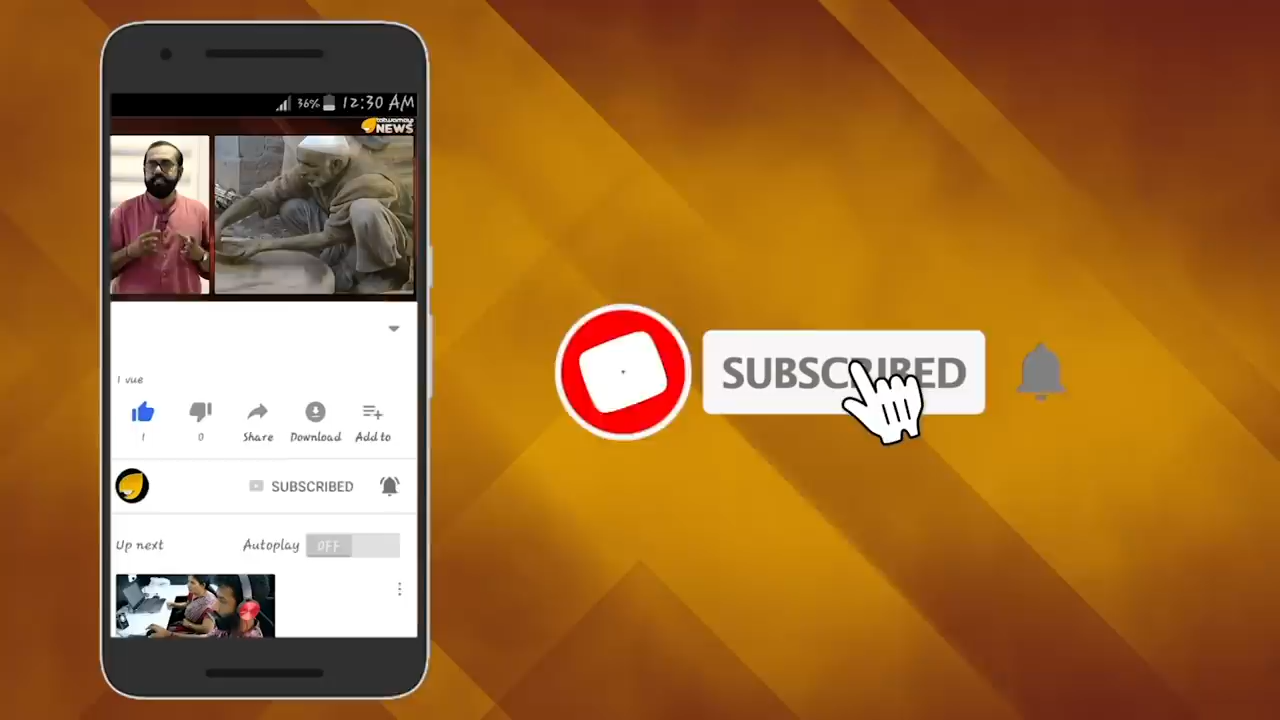 36% 12:30 AM
tatwamayi
NEWS
1 vue
1 0 Share Download Add to
SUBSCRIBED
Up next Autoplay OFF
SUBSCRIBED